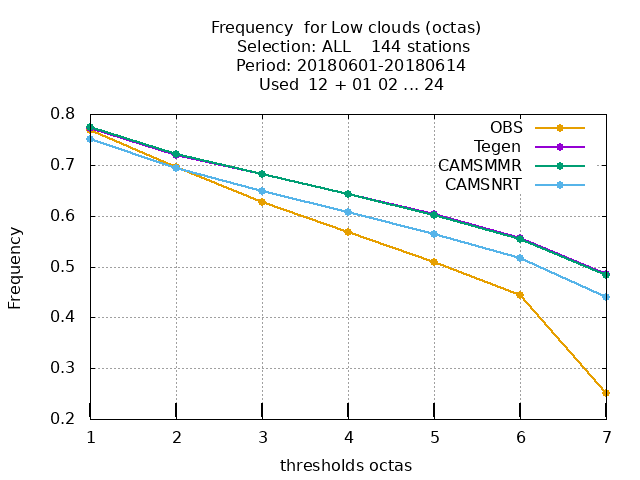 Frequency  for Low clouds (octas)
Selection: ALL    144 stations
Period: 20180601-20180614
Used  12 + 01 02 ... 24
OBS
Tegen
CAMSMMR
CAMSNRT
Frequency
0.8
0.7
0.6
0.5
0.4
0.3
0.2
1 2 3 4 5 6 7
thresholds octas